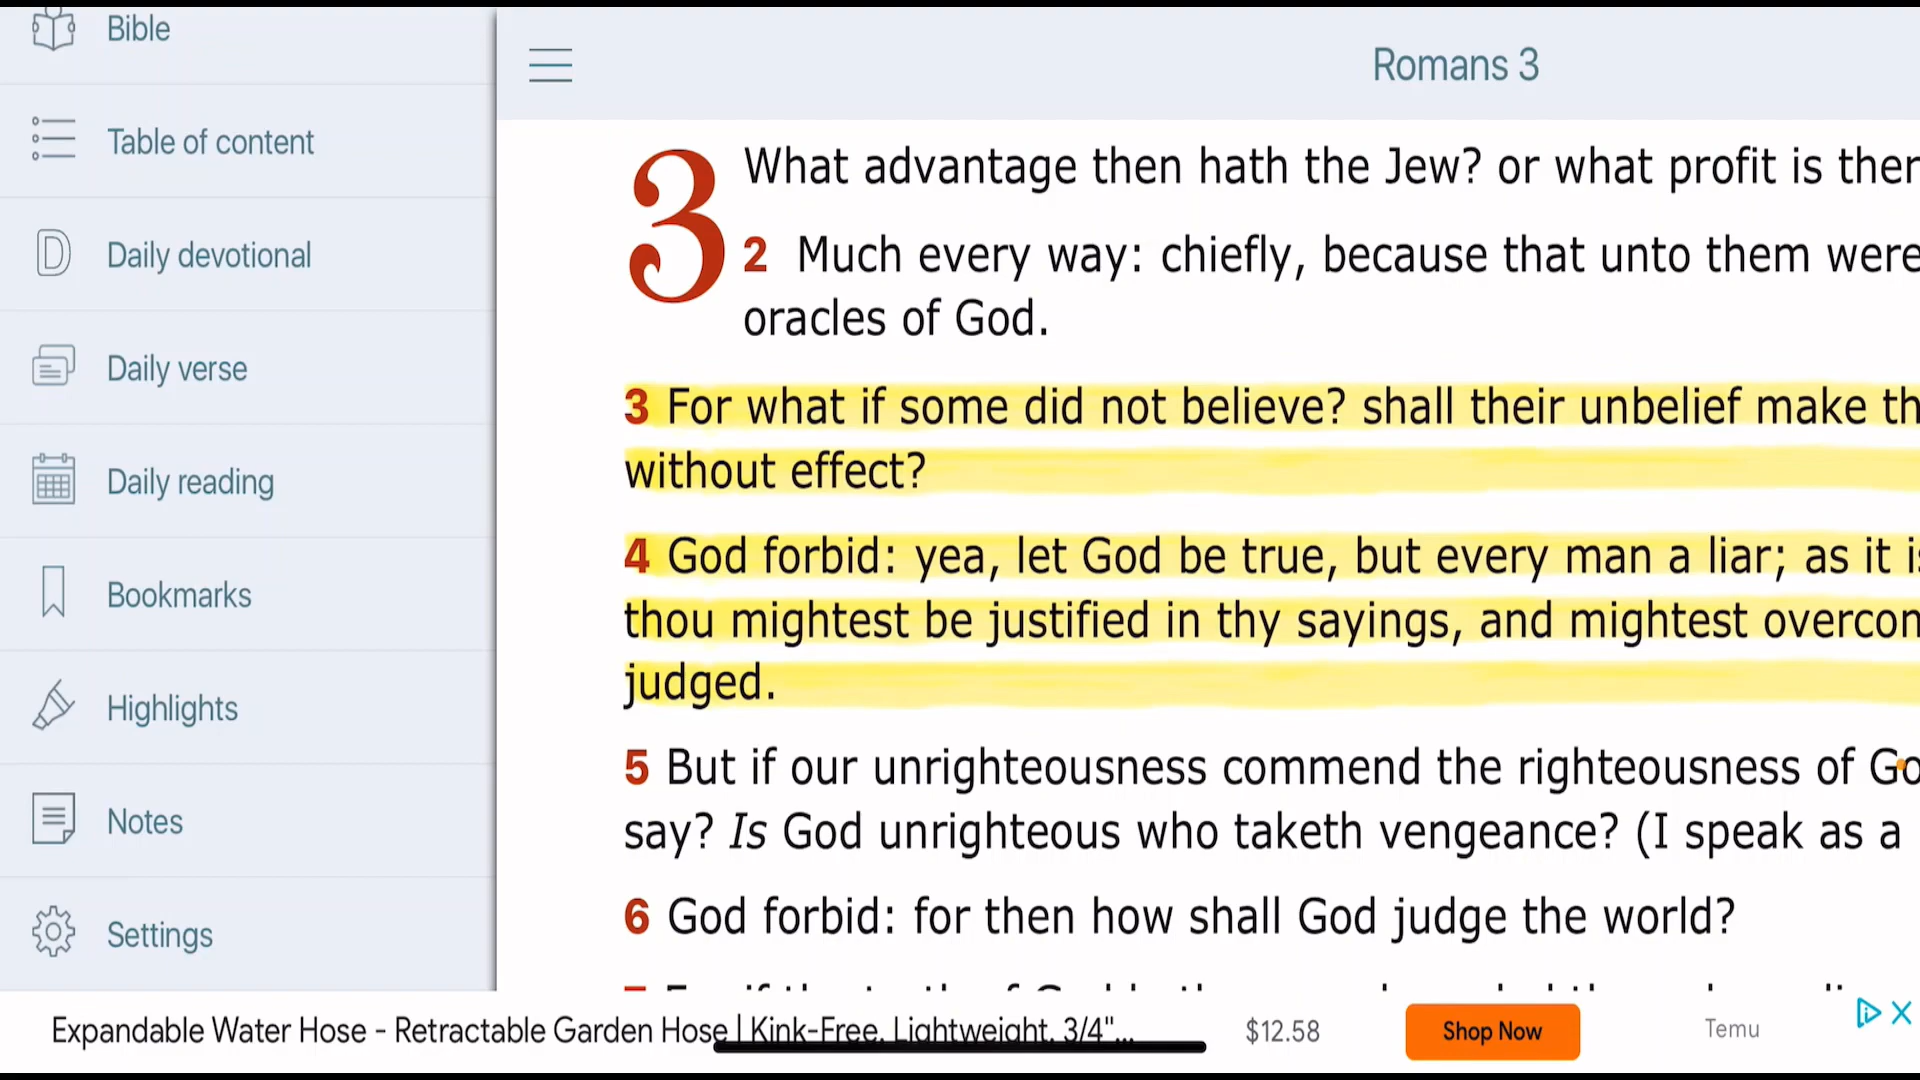 Bible
Table of content
Daily devotional
Daily verse
Daily reading
Bookmarks
Highlights
Notes
Settings
Romans 3
3 What advantage then hath the Jew? or what profit is
2 Much every way: chiefly, because that unto them were
oracles of God.
3 For what if some did not believe? shall their unbelief make
without effect?
4 God forbid: yea, let God be true, but every man a liar; as it
thou mightest be justified in thy sayings, and mightest
judged.
5 But if our unrighteousness commend the righteousness of
say? Is God unrighteous who taketh vengeance? (I speak as a
6 God forbid: for then how shall God judge the world?
Expandable Water Hose - Retractable Garden Hose | Kink-Free, Lightweight, 3/4"...
$12.58
Shop Now
Temu